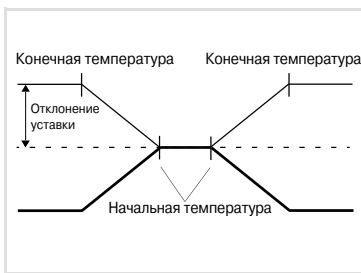 Конечная температура Конечная температура
Отклонение
уставки
Начальная температура